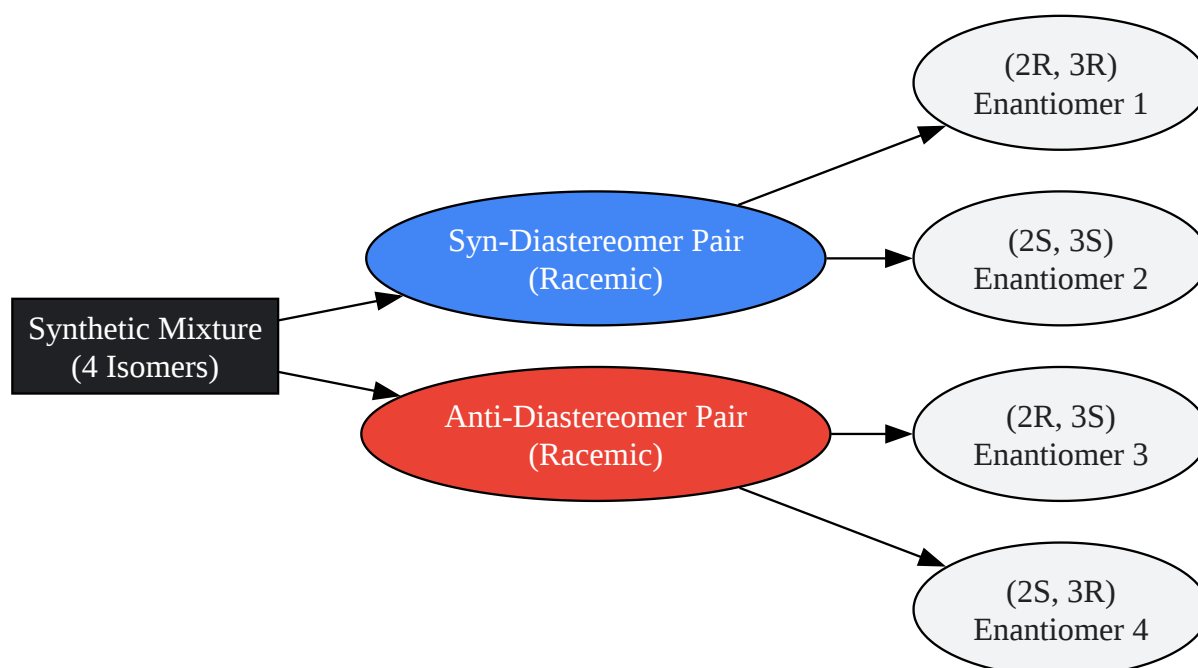 Synthetic Mixture
(4 Isomers)
Syn-Diastereomer Pair
(Racemic)
Anti-Diastereomer Pair
(Racemic)
(2R, 3R)
Enantiomer 1
(2S, 3S)
Enantiomer 2
(2R, 3S)
Enantiomer 3
(2S, 3R)
Enantiomer 4